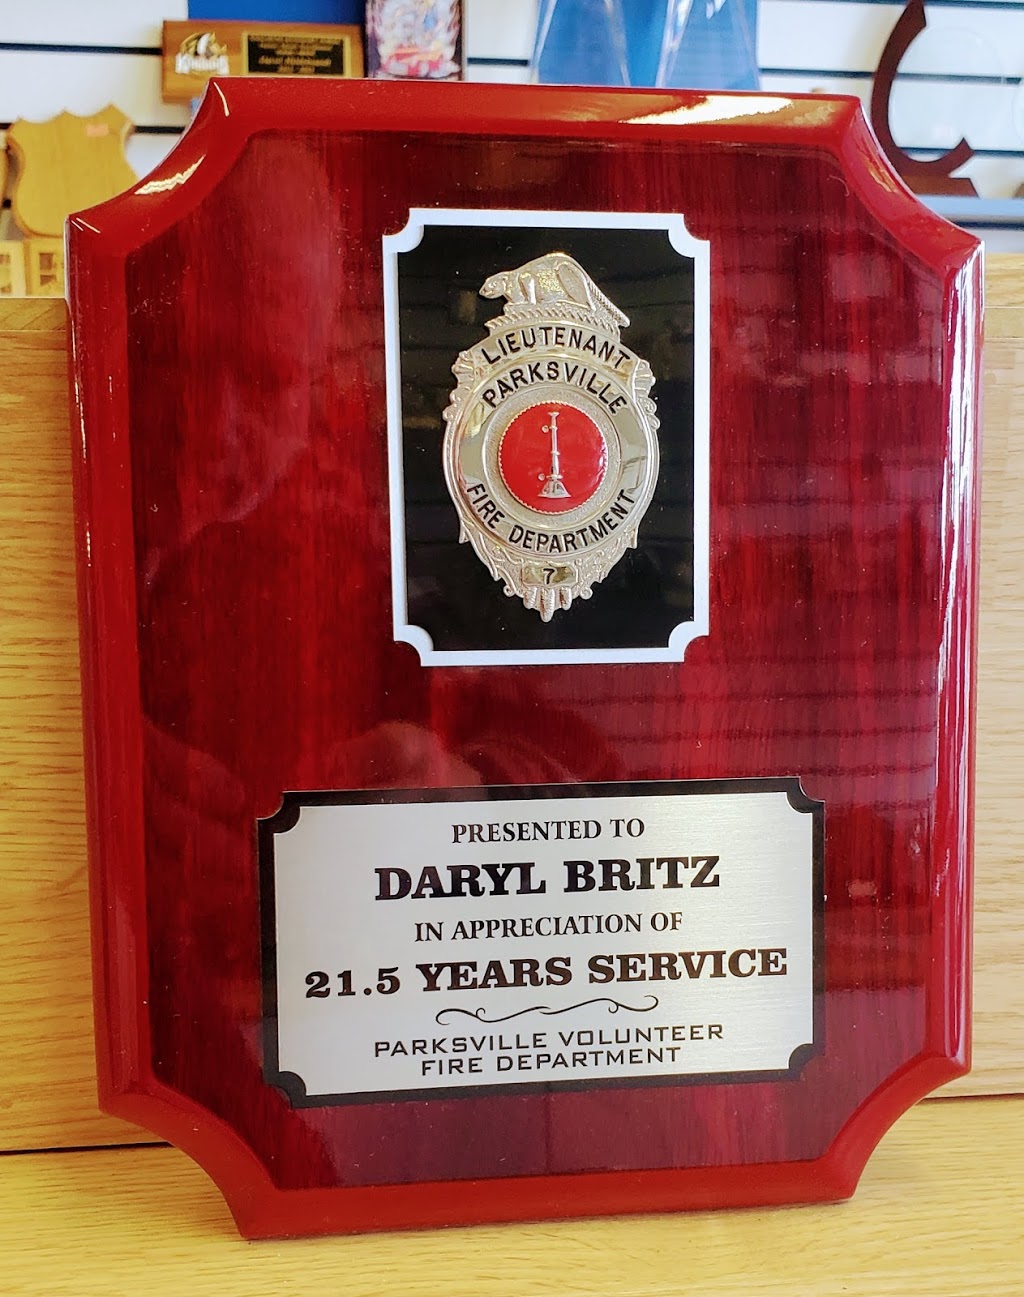 LIEUTENANT
PARKSVILLE
FIRE DEPARTMENT
7
PRESENTED TO
DARYL BRITZ
IN APPRECIATION OF
21.5 YEARS SERVICE
PARKSVILLE VOLUNTEER
FIRE DEPARTMENT